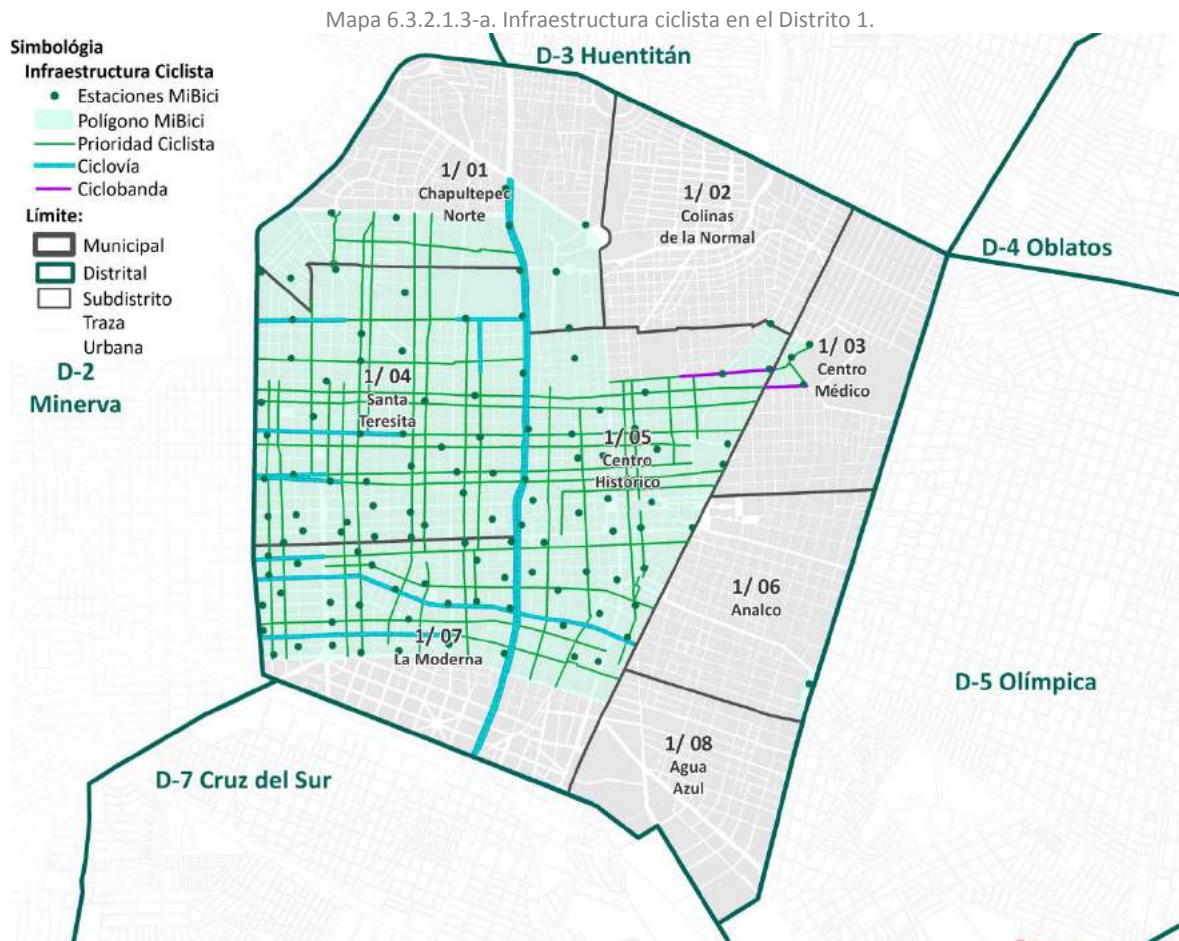 Mapa 6.3.2.1.3-a. Infraestructura ciclista en el Distrito 1.
Simbológia
Infraestructura Ciclista
Estaciones MiBici
Polígono MiBici
Prioridad Ciclista
Ciclovía
Ciclobanda
Límite:
Municipal
Distrital
Subdistrito
Traza
Urbana
D-3 Huentitán
1/ 01
Chapultepec
Norte
1/ 02
Colinas
de la Normal
D-4 Oblatos
D-2
Minerva
1/ 03
Centro
Médico
1/ 04
Santa
Teresita
1/ 05
Centro
Histórico
1/ 06
Analco
1/ 07
La Moderna
D-5 Olímpica
1/ 08
Agua
Azul
D-7 Cruz del Sur